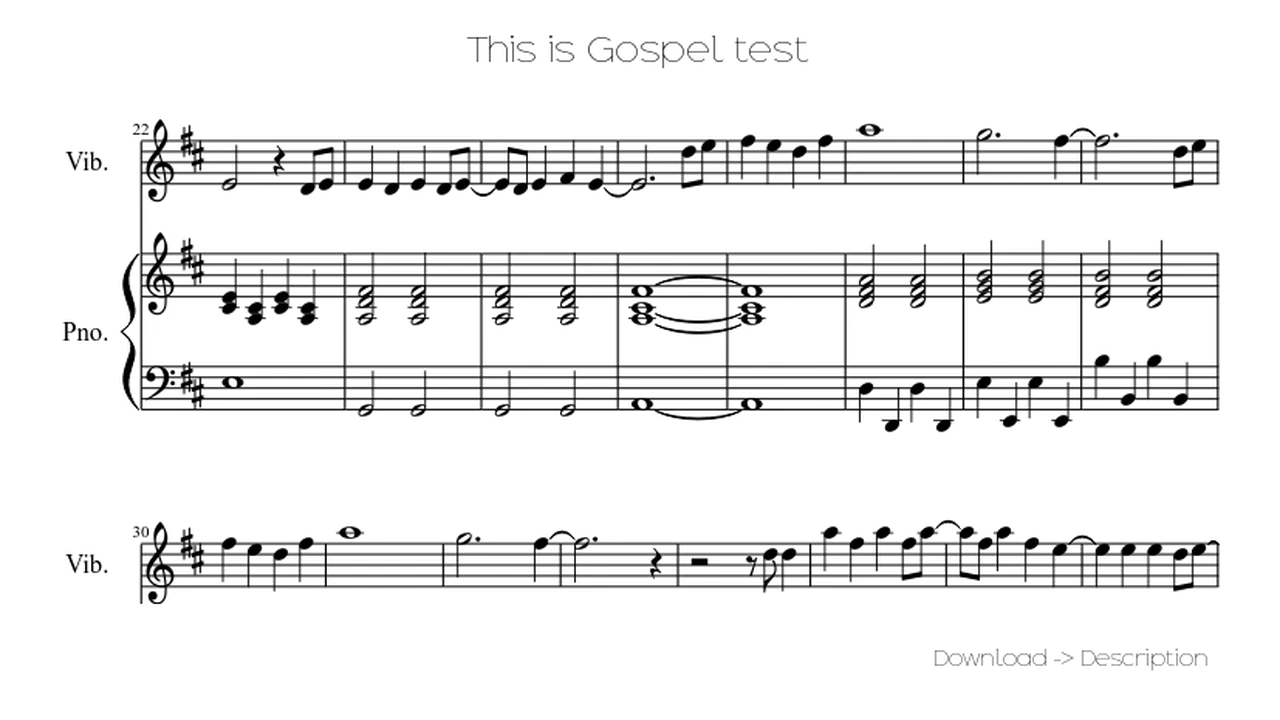 This is Gospel test
22
Vib.
Pno.
30
Vib.
Download -> Description